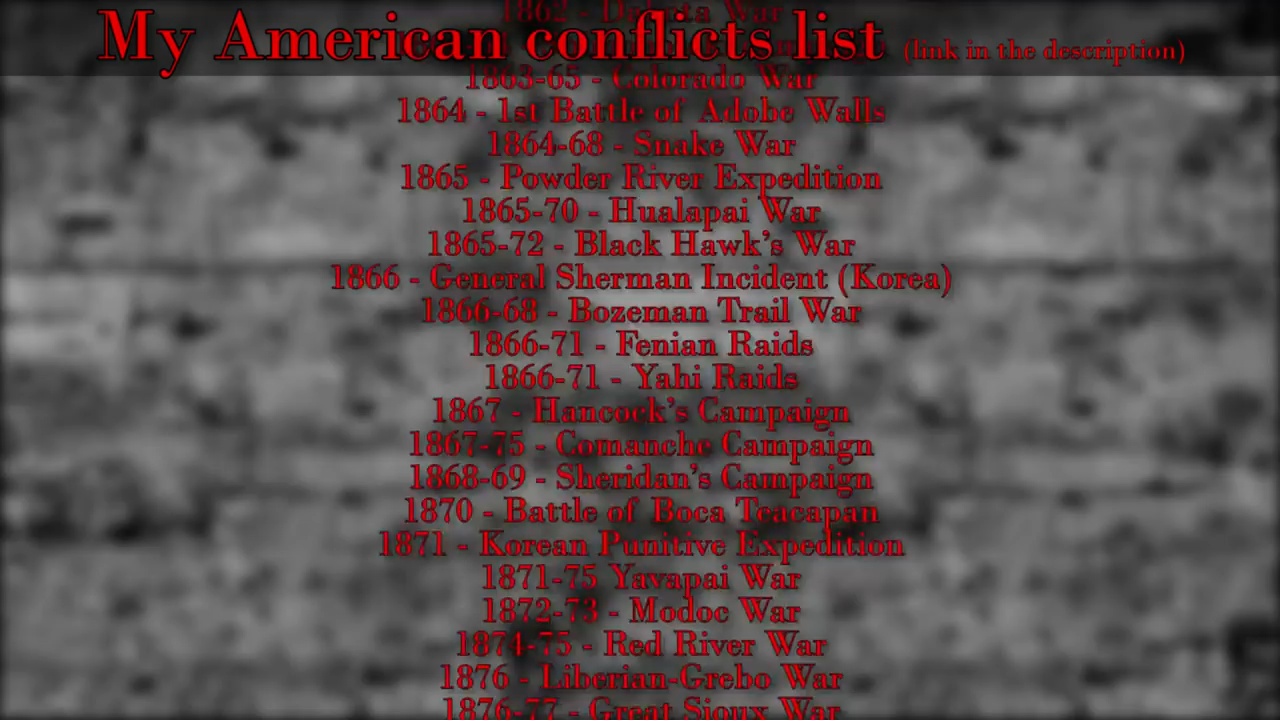 1862 - Dakota War
My American conflicts list (link in the description)
1863-65 - Colorado War
1864 - 1st Battle of Adobe Walls
1864-68 - Snake War
1865 - Powder River Expedition
1865-70 - Hualapai War
1865-72 - Black Hawk's War
1866 - General Sherman Incident (Korea)
1866-68 - Bozeman Trail War
1866-71 - Fenian Raids
1866-71 - Yahi Raids
1867 - Hancock's Campaign
1867-75 - Comanche Campaign
1868-69 - Sheridan's Campaign
1870 - Battle of Boca Teacapan
1871 - Korean Punitive Expedition
1871-75 Yavapai War
1872-73 - Modoc War
1874-75 - Red River War
1876 - Liberian-Grebo War
1876-77 - Great Sioux War